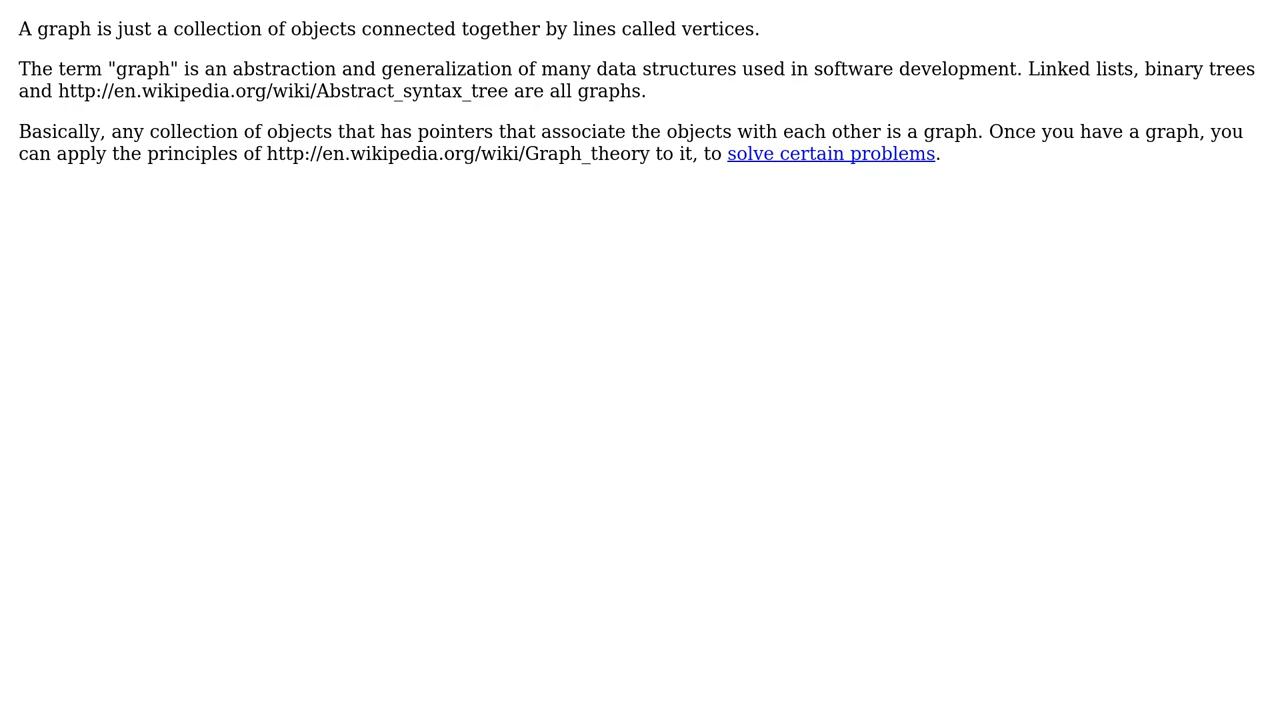 A graph is just a collection of objects connected together by lines called vertices.
The term "graph" is an abstraction and generalization of many data structures used in software development. Linked lists, binary trees
and http://en.wikipedia.org/wiki/Abstract_syntax_tree are all graphs.
Basically, any collection of objects that has pointers that associate the objects with each other is a graph. Once you have a graph, you
can apply the principles of http://en.wikipedia.org/wiki/Graph_theory to it, to solve certain problems.